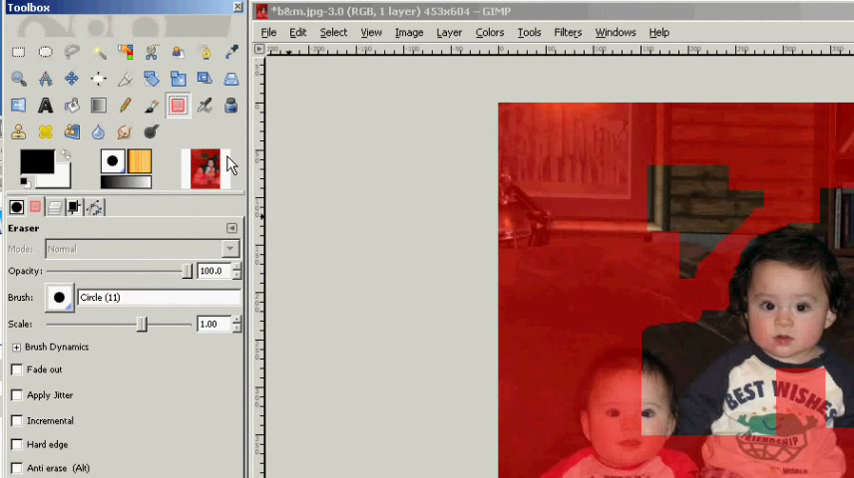 Toolbox
*b&m.jpg-3.0 (RGB, 1 layer) 453x604 – GIMP
File Edit Select View Image Layer Colors Tools Filters Windows Help
Eraser
Mode: Normal
Opacity: 100.0
Brush: Circle (11)
Scale: 1.00
Brush Dynamics
Fade out
Apply Jitter
Incremental
Hard edge
Anti erase (Alt)
BEST WISHES
FRIENDSHIP
WORLD